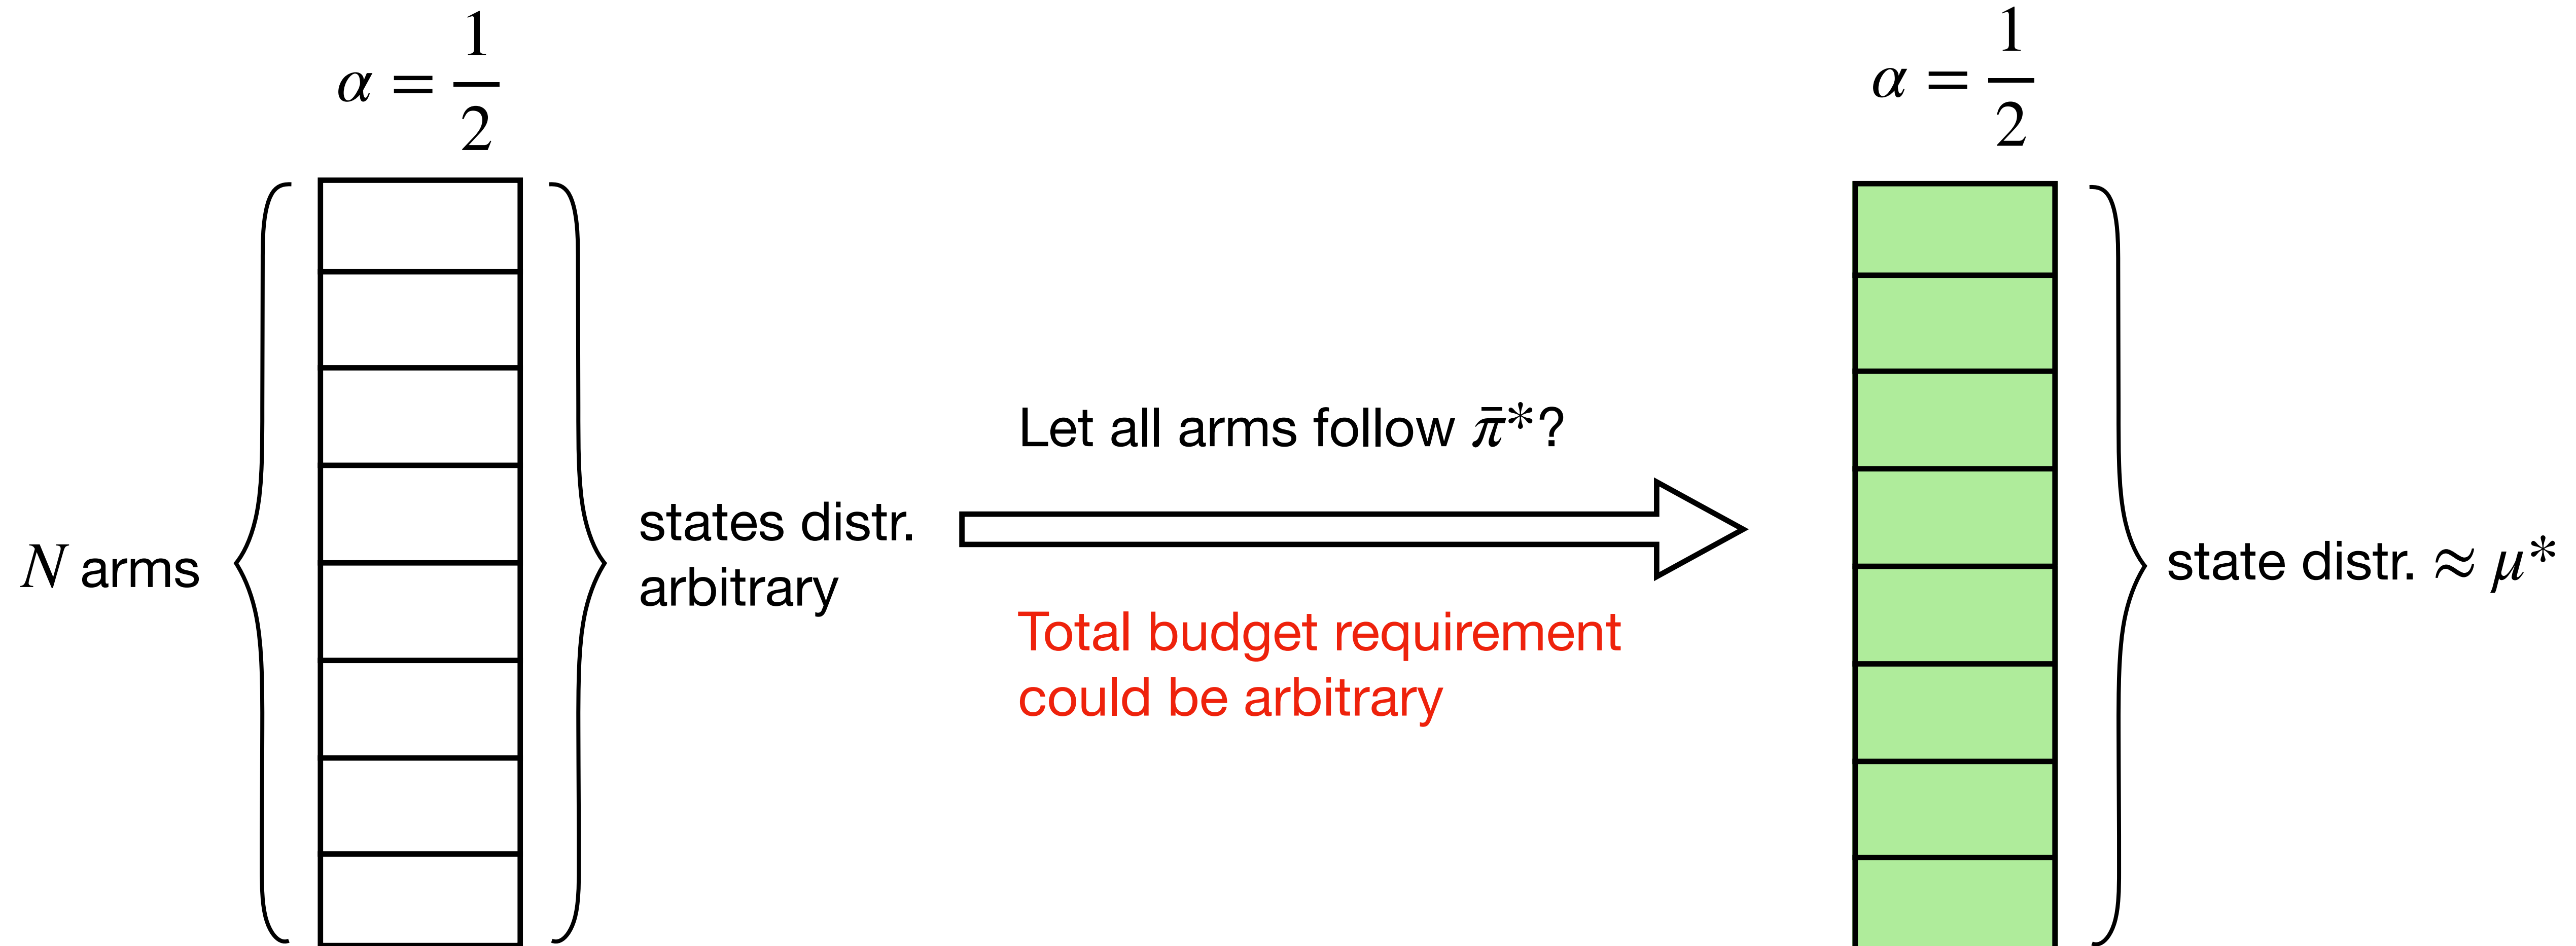 α = 1/2
α = 1/2
N arms
states distr.
arbitrary
Let all arms follow π̄*?
Total budget requirement
could be arbitrary
state distr. ≈ μ*